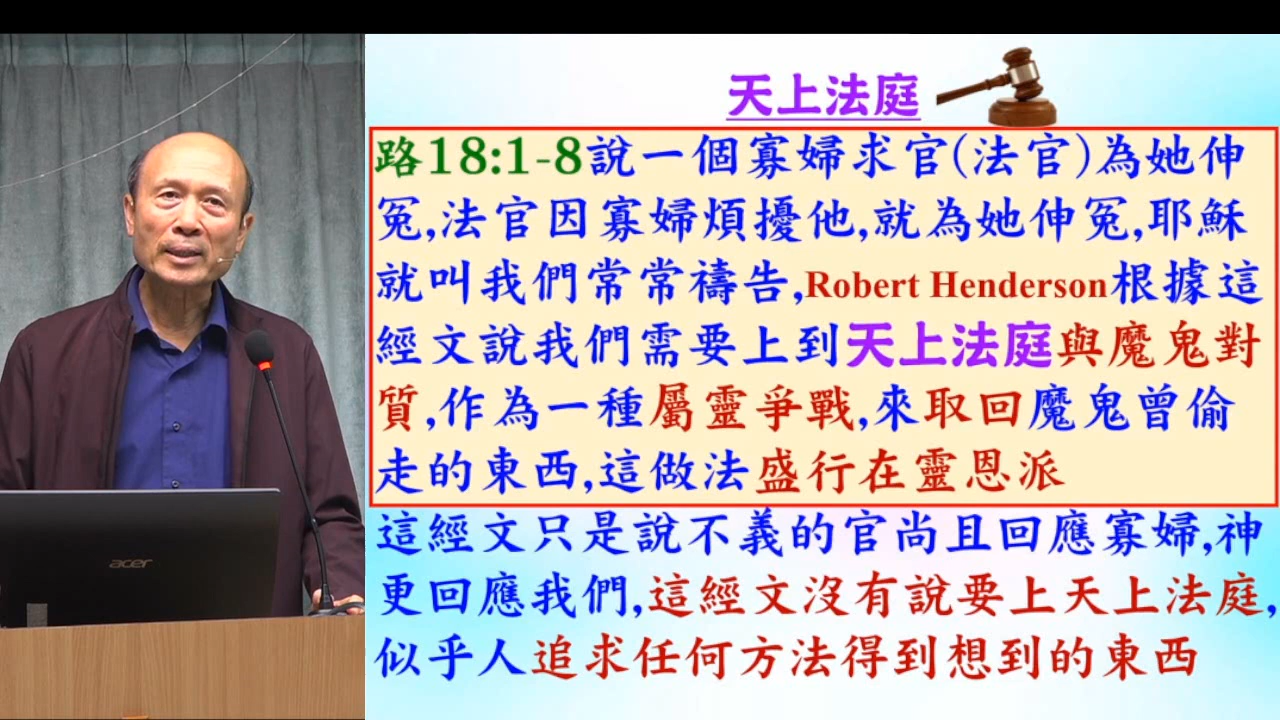 天上法庭
路18:1-8說一個寡婦求官(法官)為她伸
冤,法官因寡婦煩擾他,就為她伸冤,耶穌
就叫我們常常禱告,Robert Henderson根據這
經文說我們需要上到天上法庭與魔鬼對
質,作為一種屬靈爭戰,來取回魔鬼曾偷
走的東西,這做法盛行在靈恩派
這經文只是說不義的官尚且回應寡婦,神
更回應我們,這經文沒有說要上天上法庭,
似乎人追求任何方法得到想到的東西
acer